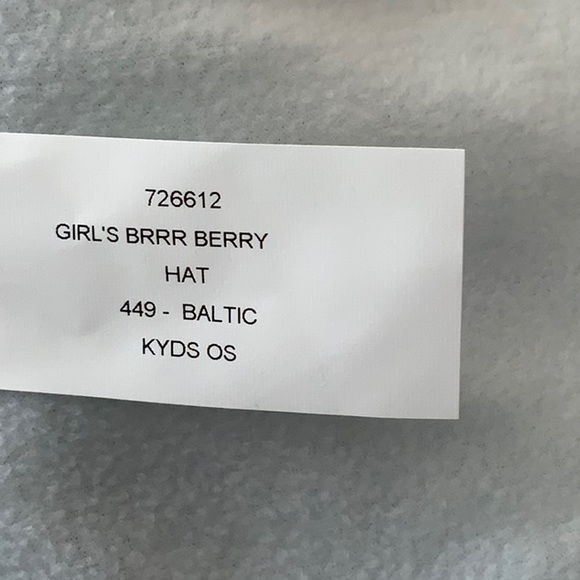 726612
GIRL'S BRRR BERRY
HAT
449 - BALTIC
KYDS OS